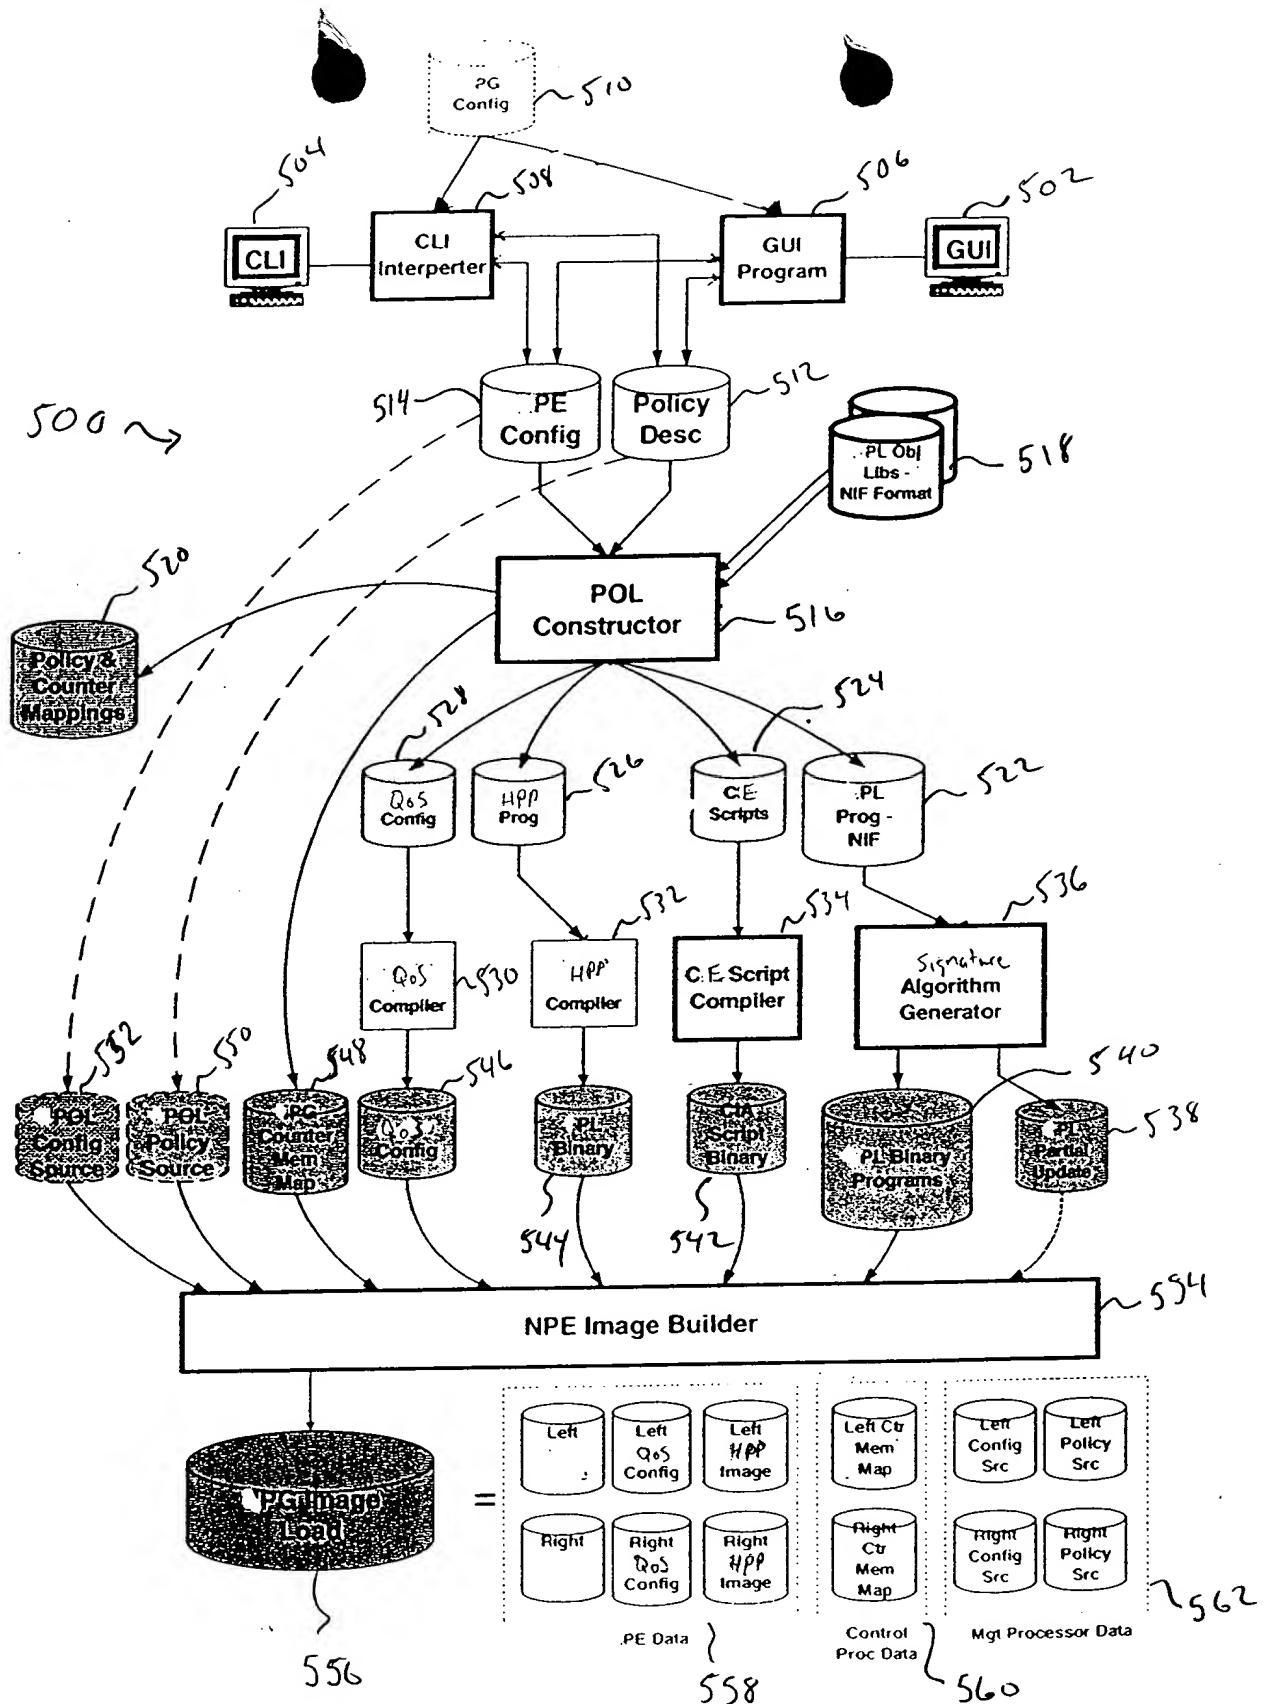 PG
Config
510
504
508
506
502
CLI
CLI
Interperter
GUI
Program
GUI
500
514
PE
Config
Policy
Desc
512
PL Obj
Libs -
NIF Format
518
520
POL
Constructor
516
Policy &
Counter
Mappings
528
524
QoS
Config
HPP
Prog
526
C.E
Scripts
PL
Prog -
NIF
522
532
534
536
QoS
Compiler
530
HPP
Compiler
C.E. Script
Compiler
Signature
Algorithm
Generator
552
550
548
546
540
POL
Config
Source
POL
Policy
Source
PG
Counter
Mem
Map
QoS
Config
PL
Binary
CIA
Script
Binary
PL Binary
Programs
PL
Partial
Update
538
544
542
NPE Image Builder
554
PG Image
Load
=
Left
Left
QoS
Config
Left
HPP
Image
Left Ctr
Mem
Map
Left
Config
Src
Left
Policy
Src
Right
Right
QoS
Config
Right
HPP
Image
Right
Ctr
Mem
Map
Right
Config
Src
Right
Policy
Src
562
PE Data
Control
Proc Data
Mgt Processor Data
556
558
560